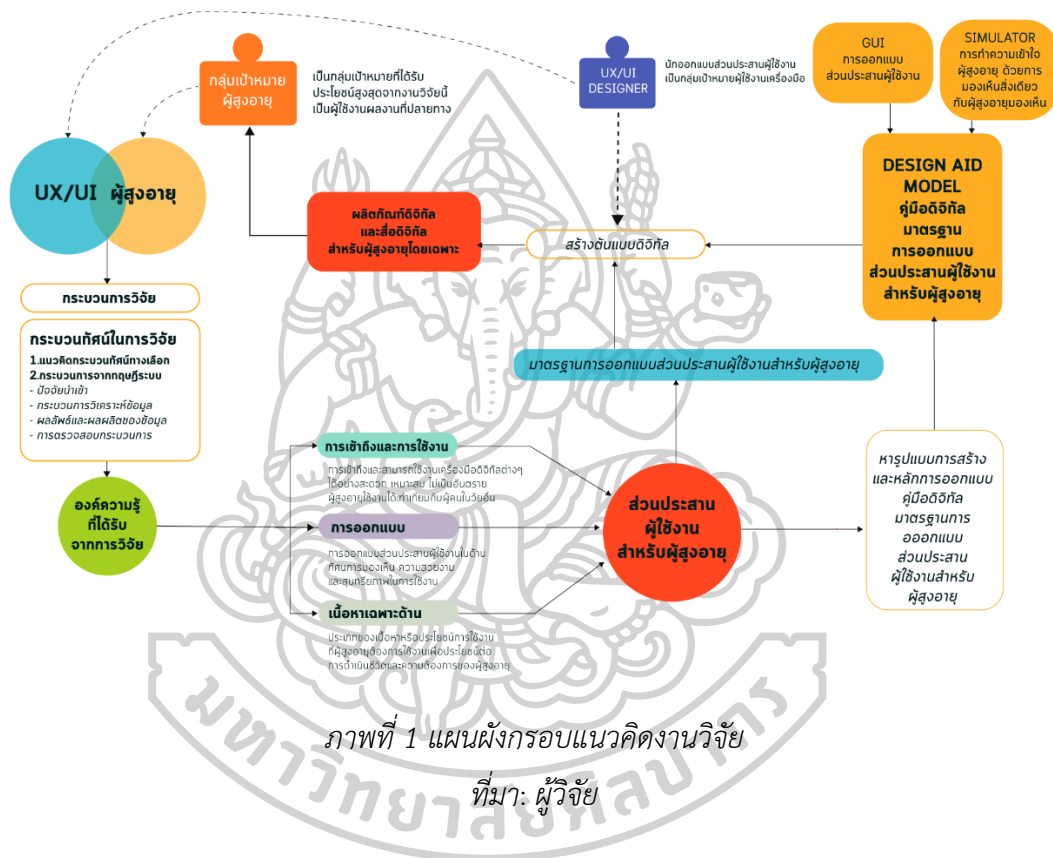 กลุ่มเป้าหมาย
ผู้สูงอายุ
เป็นกลุ่มเป้าหมายที่ได้รับ
ประโยชน์สูงสุดจากงานวิจัยนี้
เป็นผู้ใช้งานผลงานที่ปลายทาง
UX/UI
DESIGNER
นักออกแบบส่วนประสานผู้ใช้งาน
เป็นกลุ่มเป้าหมายผู้ใช้งานเครื่องมือ
GUI
การออกแบบ
ส่วนประสานผู้ใช้งาน
SIMULATOR
การทำความเข้าใจ
ผู้สูงอายุ ด้วยการ
มองเห็นสิ่งเดียว
กับผู้สูงอายุมองเห็น
UX/UI
ผู้สูงอายุ
ผลิตภัณฑ์ดิจิทัล
และสื่อดิจิทัล
สำหรับผู้สูงอายุโดยเฉพาะ
สร้างต้นแบบดิจิทัล
DESIGN AID
MODEL
คู่มือดิจิทัล
มาตรฐาน
การออกแบบ
ส่วนประสานผู้ใช้งาน
สำหรับผู้สูงอายุ
กระบวนการวิจัย
กระบวนทัศน์ในการวิจัย
1.แนวคิดกระบวนทัศน์ทางเลือก
2.กระบวนการจากทฤษฎีระบบ
- ปัจจัยนำเข้า
- กระบวนการวิเคราะห์ข้อมูล
- ผลลัพธ์และผลผลิตของข้อมูล
- การตรวจสอบกระบวนการ
มาตรฐานการออกแบบส่วนประสานผู้ใช้งานสำหรับผู้สูงอายุ
องค์ความรู้
ที่ได้รับ
จากการวิจัย
การเข้าถึงและการใช้งาน
การเข้าถึงและสามารถใช้งานเครื่องมือดิจิทัลต่างๆ
ได้อย่างสะดวก เหมาะสม ไม่เป็นอันตราย
ผู้สูงอายุใช้งานได้เท่าเทียมกับผู้คนในวัยอื่น
การออกแบบ
การออกแบบส่วนประสานผู้ใช้งานในด้าน
ทัศนการมองเห็น ความสวยงาม
และสุนทรียภาพในการใช้งาน
เนื้อหาเฉพาะด้าน
ประเภทของเนื้อหาหรือประโยชน์การใช้งาน
ที่ผู้สูงอายุต้องการใช้งานเพื่อประโยชน์ต่อ
การดำเนินชีวิตและความต้องการของผู้สูงอายุ
ส่วนประสาน
ผู้ใช้งาน
สำหรับผู้สูงอายุ
หารูปแบบการสร้าง
และหลักการออกแบบ
คู่มือดิจิทัล
มาตรฐานการ
อออกแบบ
ส่วนประสาน
ผู้ใช้งานสำหรับ
ผู้สูงอายุ
ภาพที่ 1 แผนผังกรอบแนวคิดงานวิจัย
ที่มา: ผู้วิจัย
มหาวิทยาลัยศิลปากร